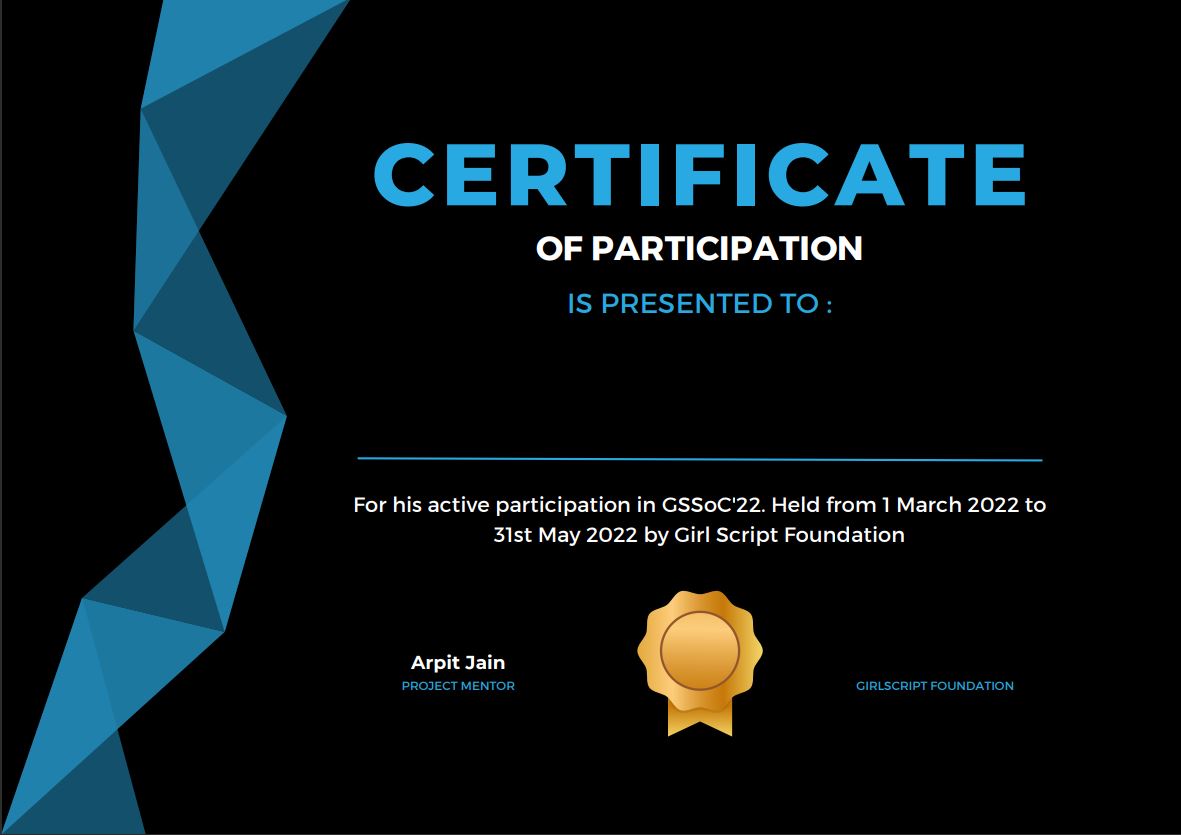 CERTIFICATE
OF PARTICIPATION
IS PRESENTED TO :
For his active participation in GSSoC'22. Held from 1 March 2022 to
31st May 2022 by Girl Script Foundation
Arpit Jain
PROJECT MENTOR
GIRLSCRIPT FOUNDATION